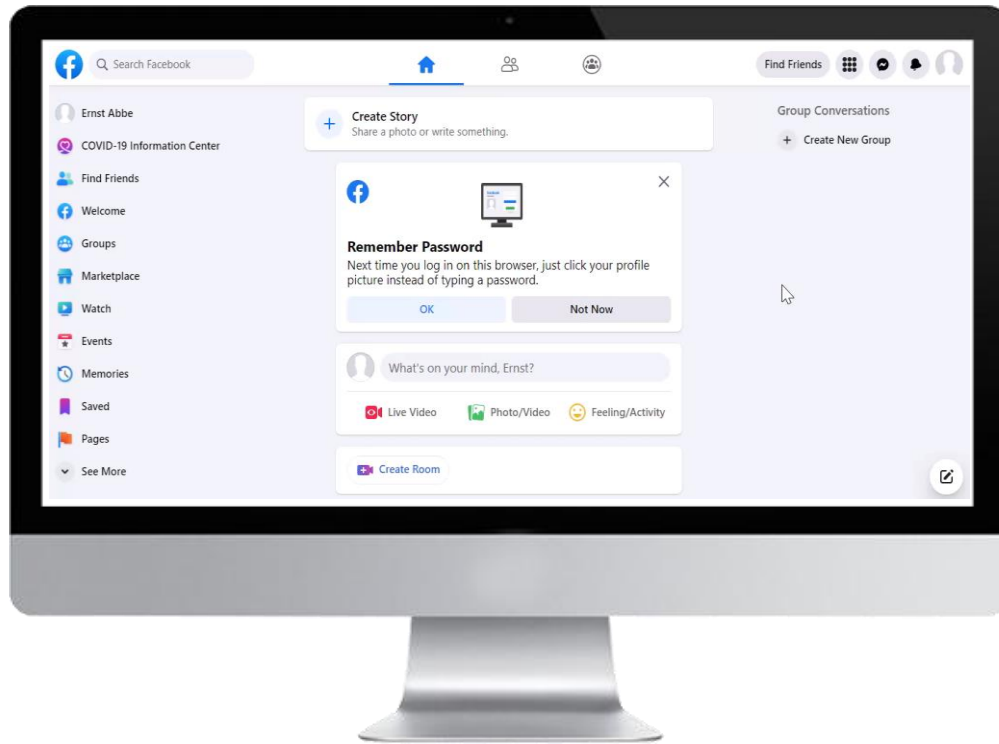 Search Facebook
Find Friends
Ernst Abbe
COVID-19 Information Center
Find Friends
Welcome
Groups
Marketplace
Watch
Events
Memories
Saved
Pages
See More
Create Story
Share a photo or write something.
Remember Password
Next time you log in on this browser, just click your profile
picture instead of typing a password.
OK Not Now
What's on your mind, Ernst?
Live Video Photo/Video Feeling/Activity
Create Room
Group Conversations
Create New Group